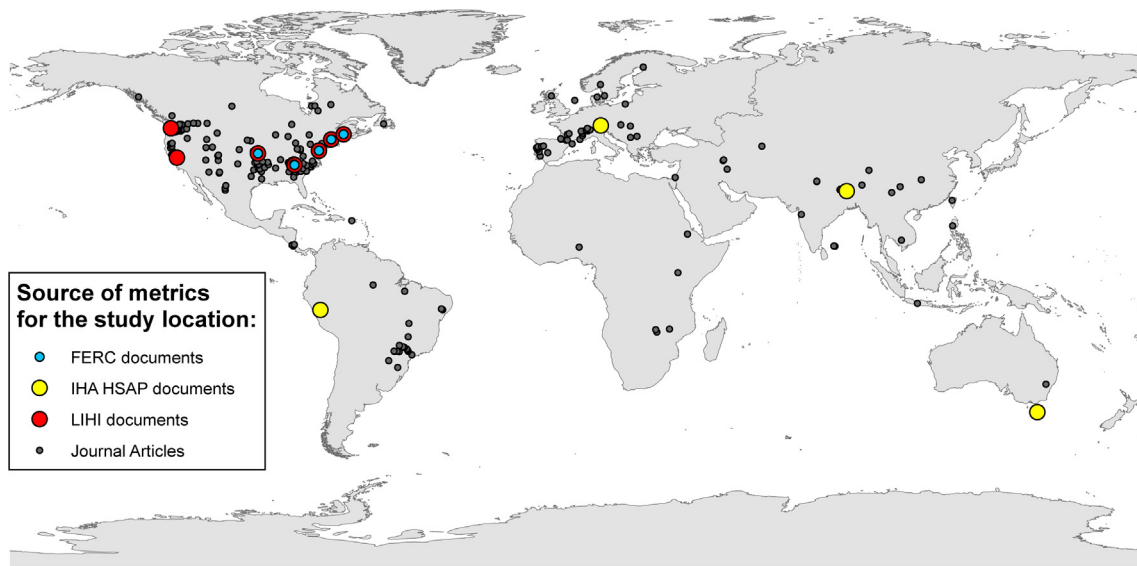 Source of metrics
for the study location:
FERC documents
IHA HSAP documents
LIHI documents
Journal Articles